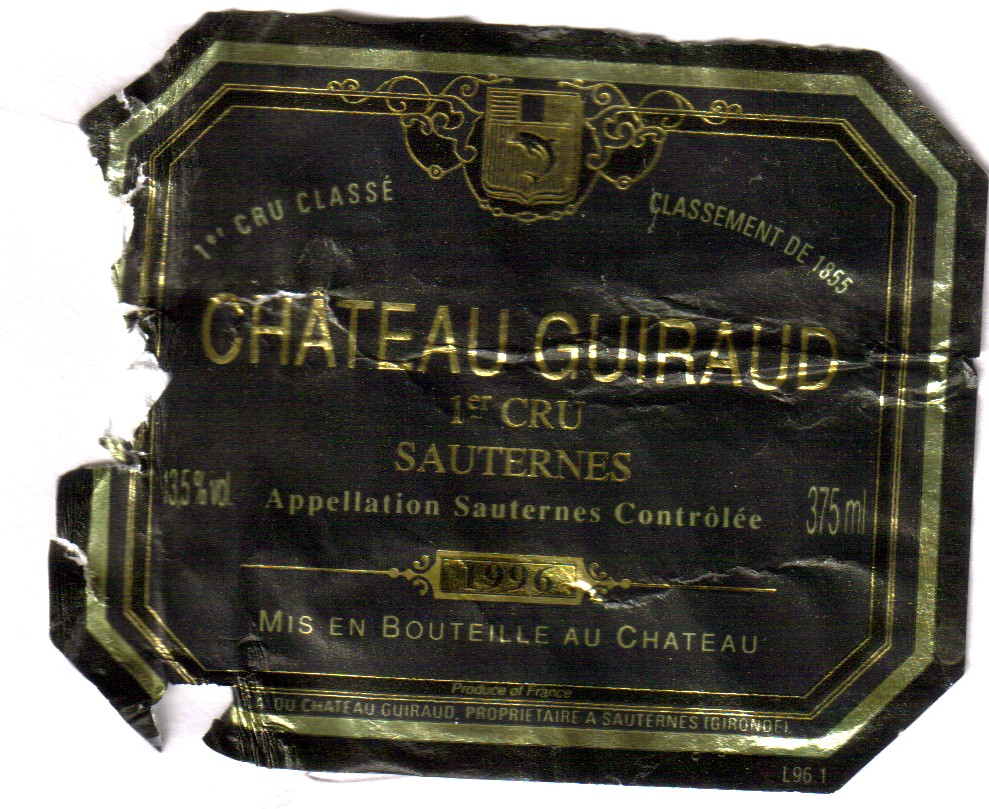 1er CRU CLASSÉ
CLASSEMENT DE 1855
CHÂTEAU GUIRAUD
1er CRU
SAUTERNES
13,5 % vol.
Appellation Sauternes Contrôlée
375 ml
1996
MIS EN BOUTEILLE AU CHATEAU
Produce of France
A. DU CHATEAU GUIRAUD, PROPRIETAIRE A SAUTERNES (GIRONDE).
L96 1